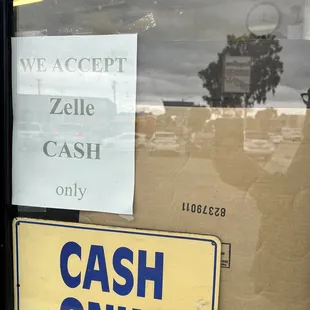 WE ACCEPT
Zelle
CASH
only
82379011
CASH